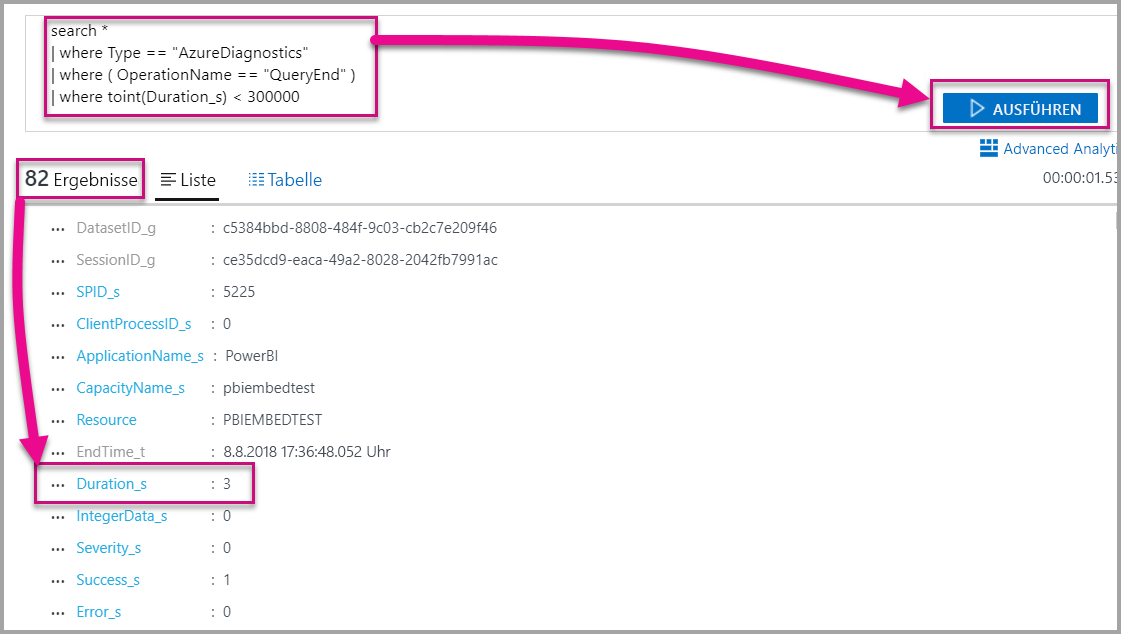 search *
| where Type == "AzureDiagnostics"
| where ( OperationName == "QueryEnd" )
| where toint(Duration_s) < 300000
AUSFÜHREN
Advanced Analyti
82 Ergebnisse Liste Tabelle 00:00:01.53
... DatasetID_g : c5384bbd-8808-484f-9c03-cb2c7e209f46
... SessionID_g : ce35dcd9-eaca-49a2-8028-2042fb7991ac
... SPID_s : 5225
... ClientProcessID_s : 0
... ApplicationName_s : PowerBI
... CapacityName_s : pbiembedtest
... Resource : PBIEMBEDTEST
... EndTime_t : 8.8.2018 17:36:48.052 Uhr
... Duration_s : 3
... IntegerData_s : 0
... Severity_s : 0
... Success_s : 1
... Error_s : 0